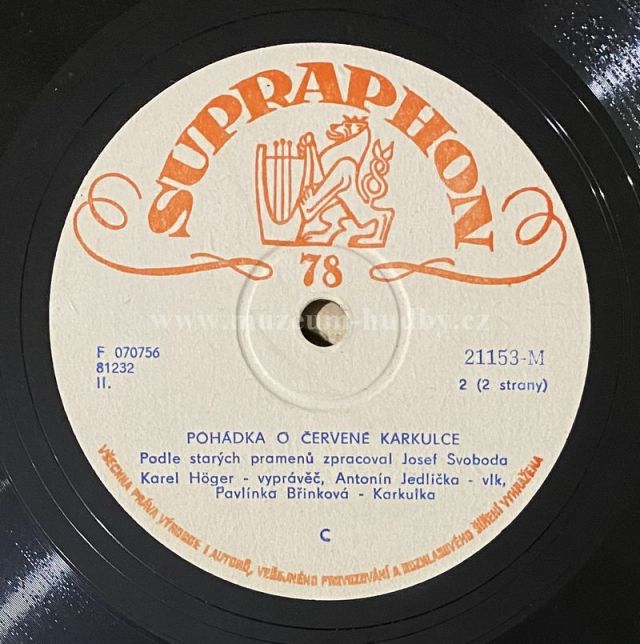 SUPRAPHON
78
www.muzeum-hudby.cz
F 070756
81232
II.
21153-M
2 (2 strany)
POHÁDKA O ČERVENÉ KARKULCE
Podle starých pramenů zpracoval Josef Svoboda
Karel Höger - vyprávěč, Antonín Jedlička - vlk,
Pavlínka Břinková - Karkulka
C
VŠECHNA PRÁVA VÝROBCE I AUTORŮ, VEŘEJNÉHO PROVOZOVÁNÍ A ROZHLASOVÉHO ŠÍŘENÍ VYHRAŽENA